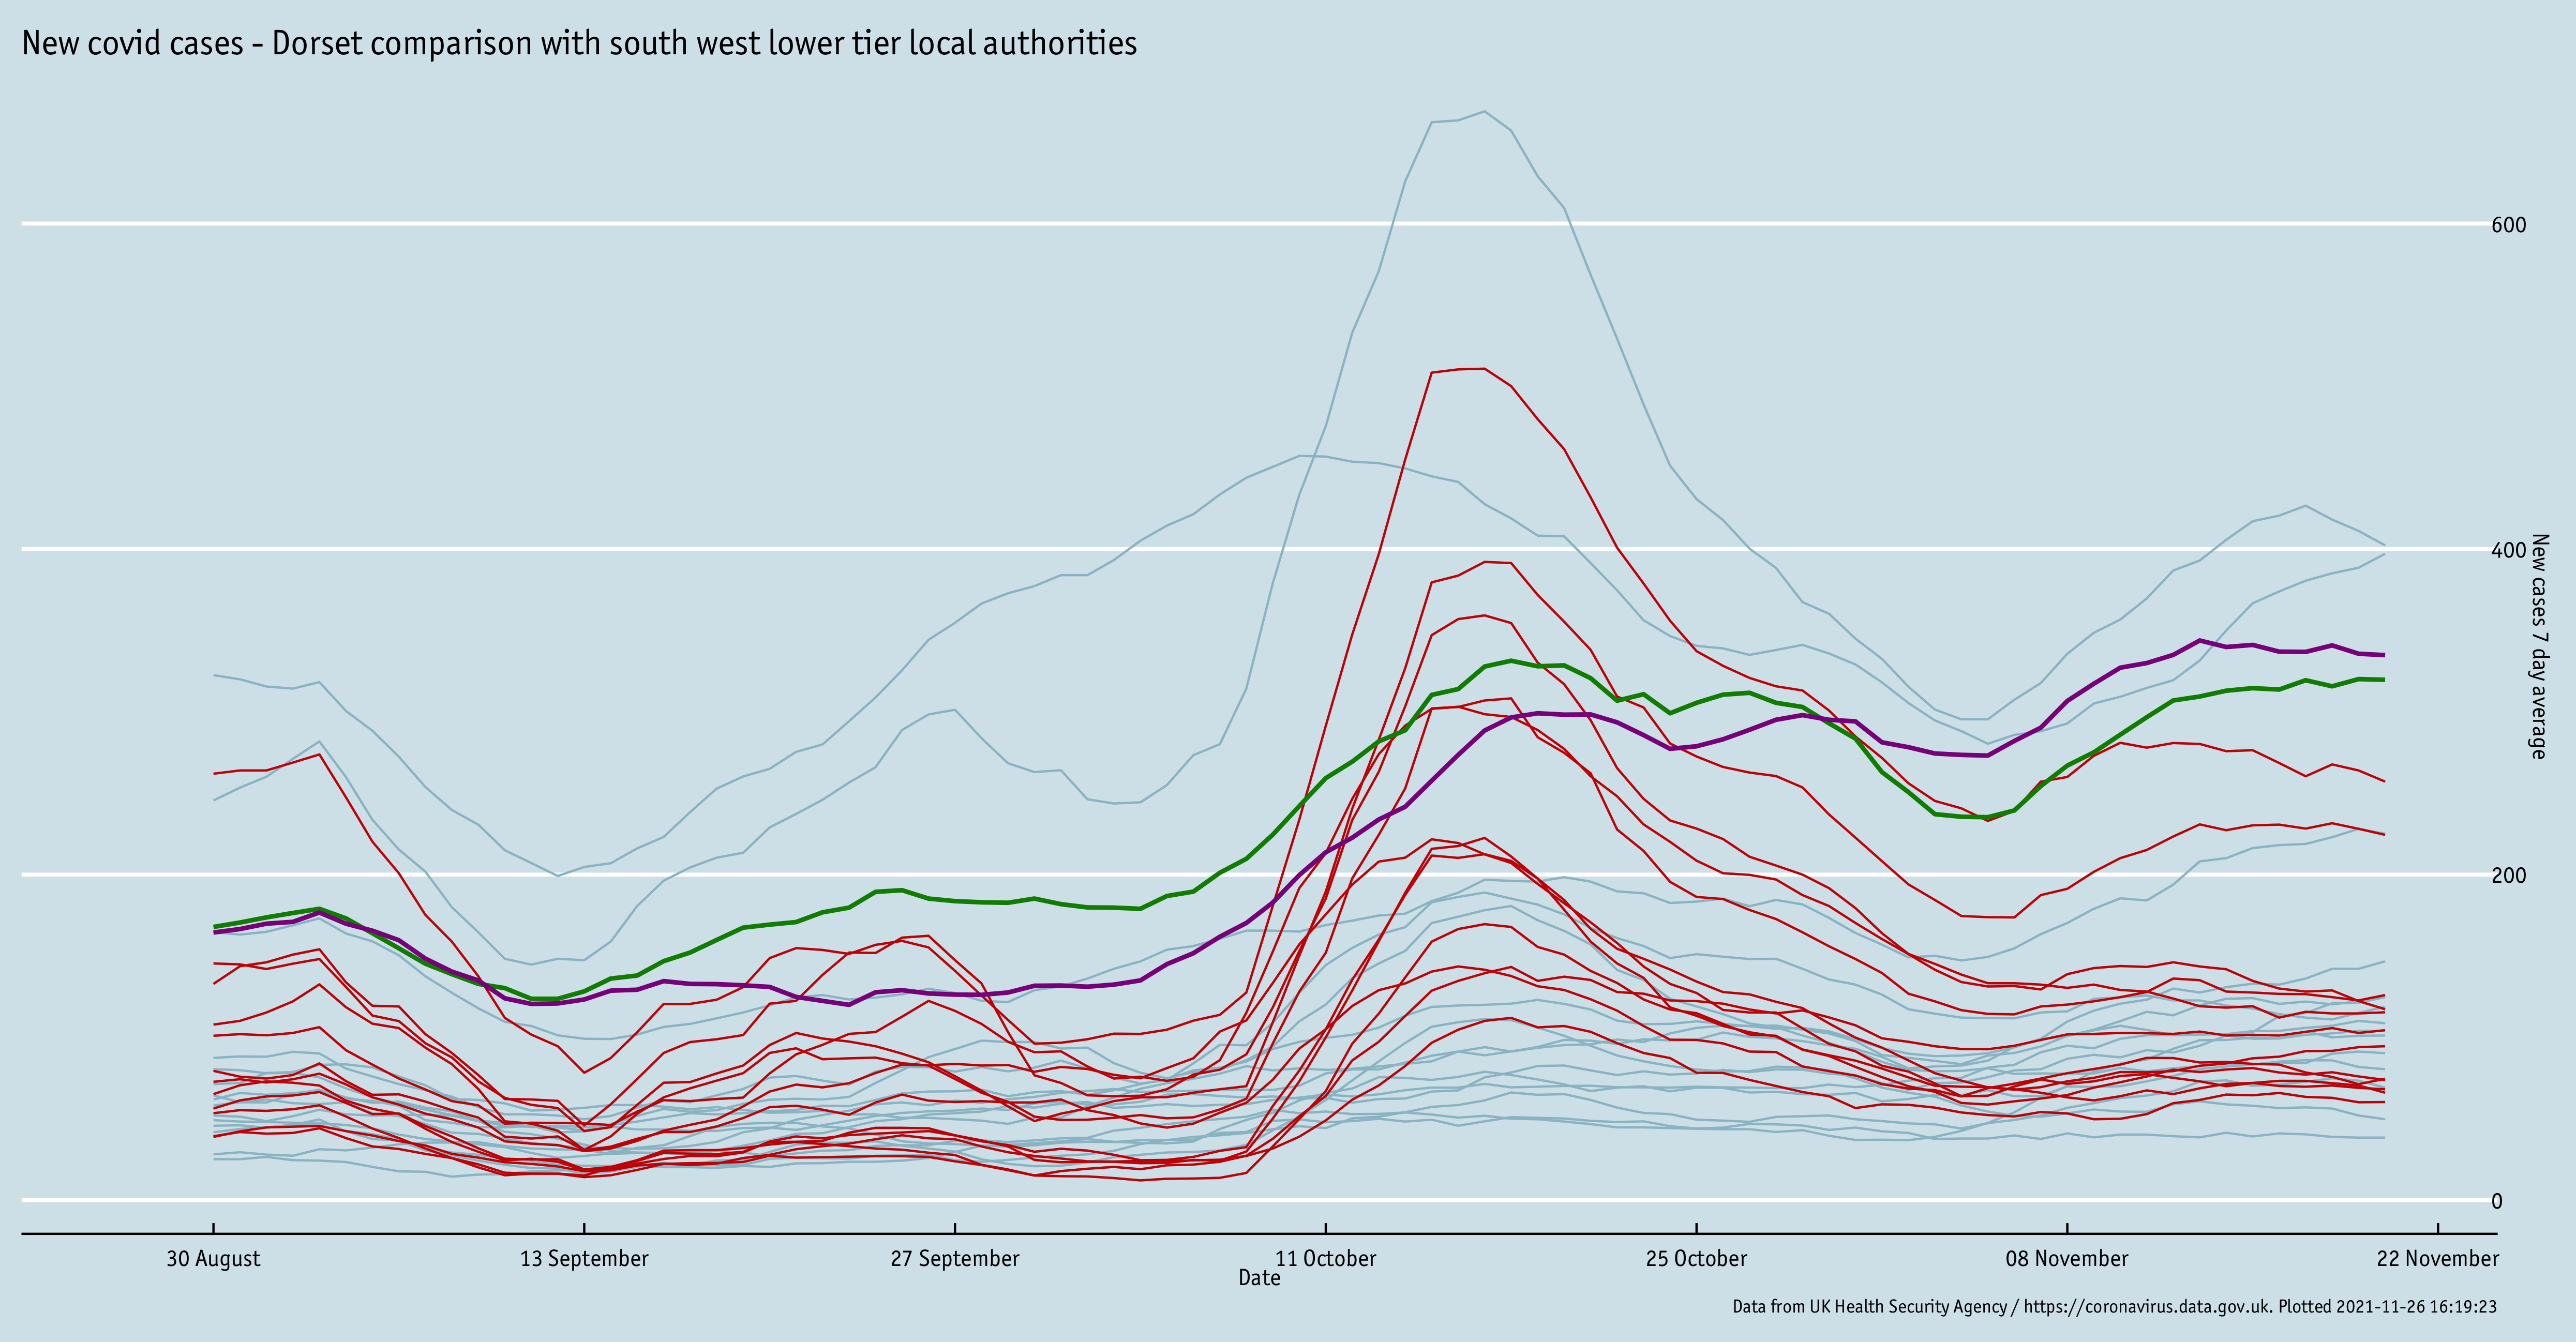 New covid cases - Dorset comparison with south west lower tier local authorities
600
400
200
0
New cases 7 day average
30 August
13 September
27 September
11 October
25 October
08 November
22 November
Date
Data from UK Health Security Agency / https://coronavirus.data.gov.uk. Plotted 2021-11-26 16:19:23